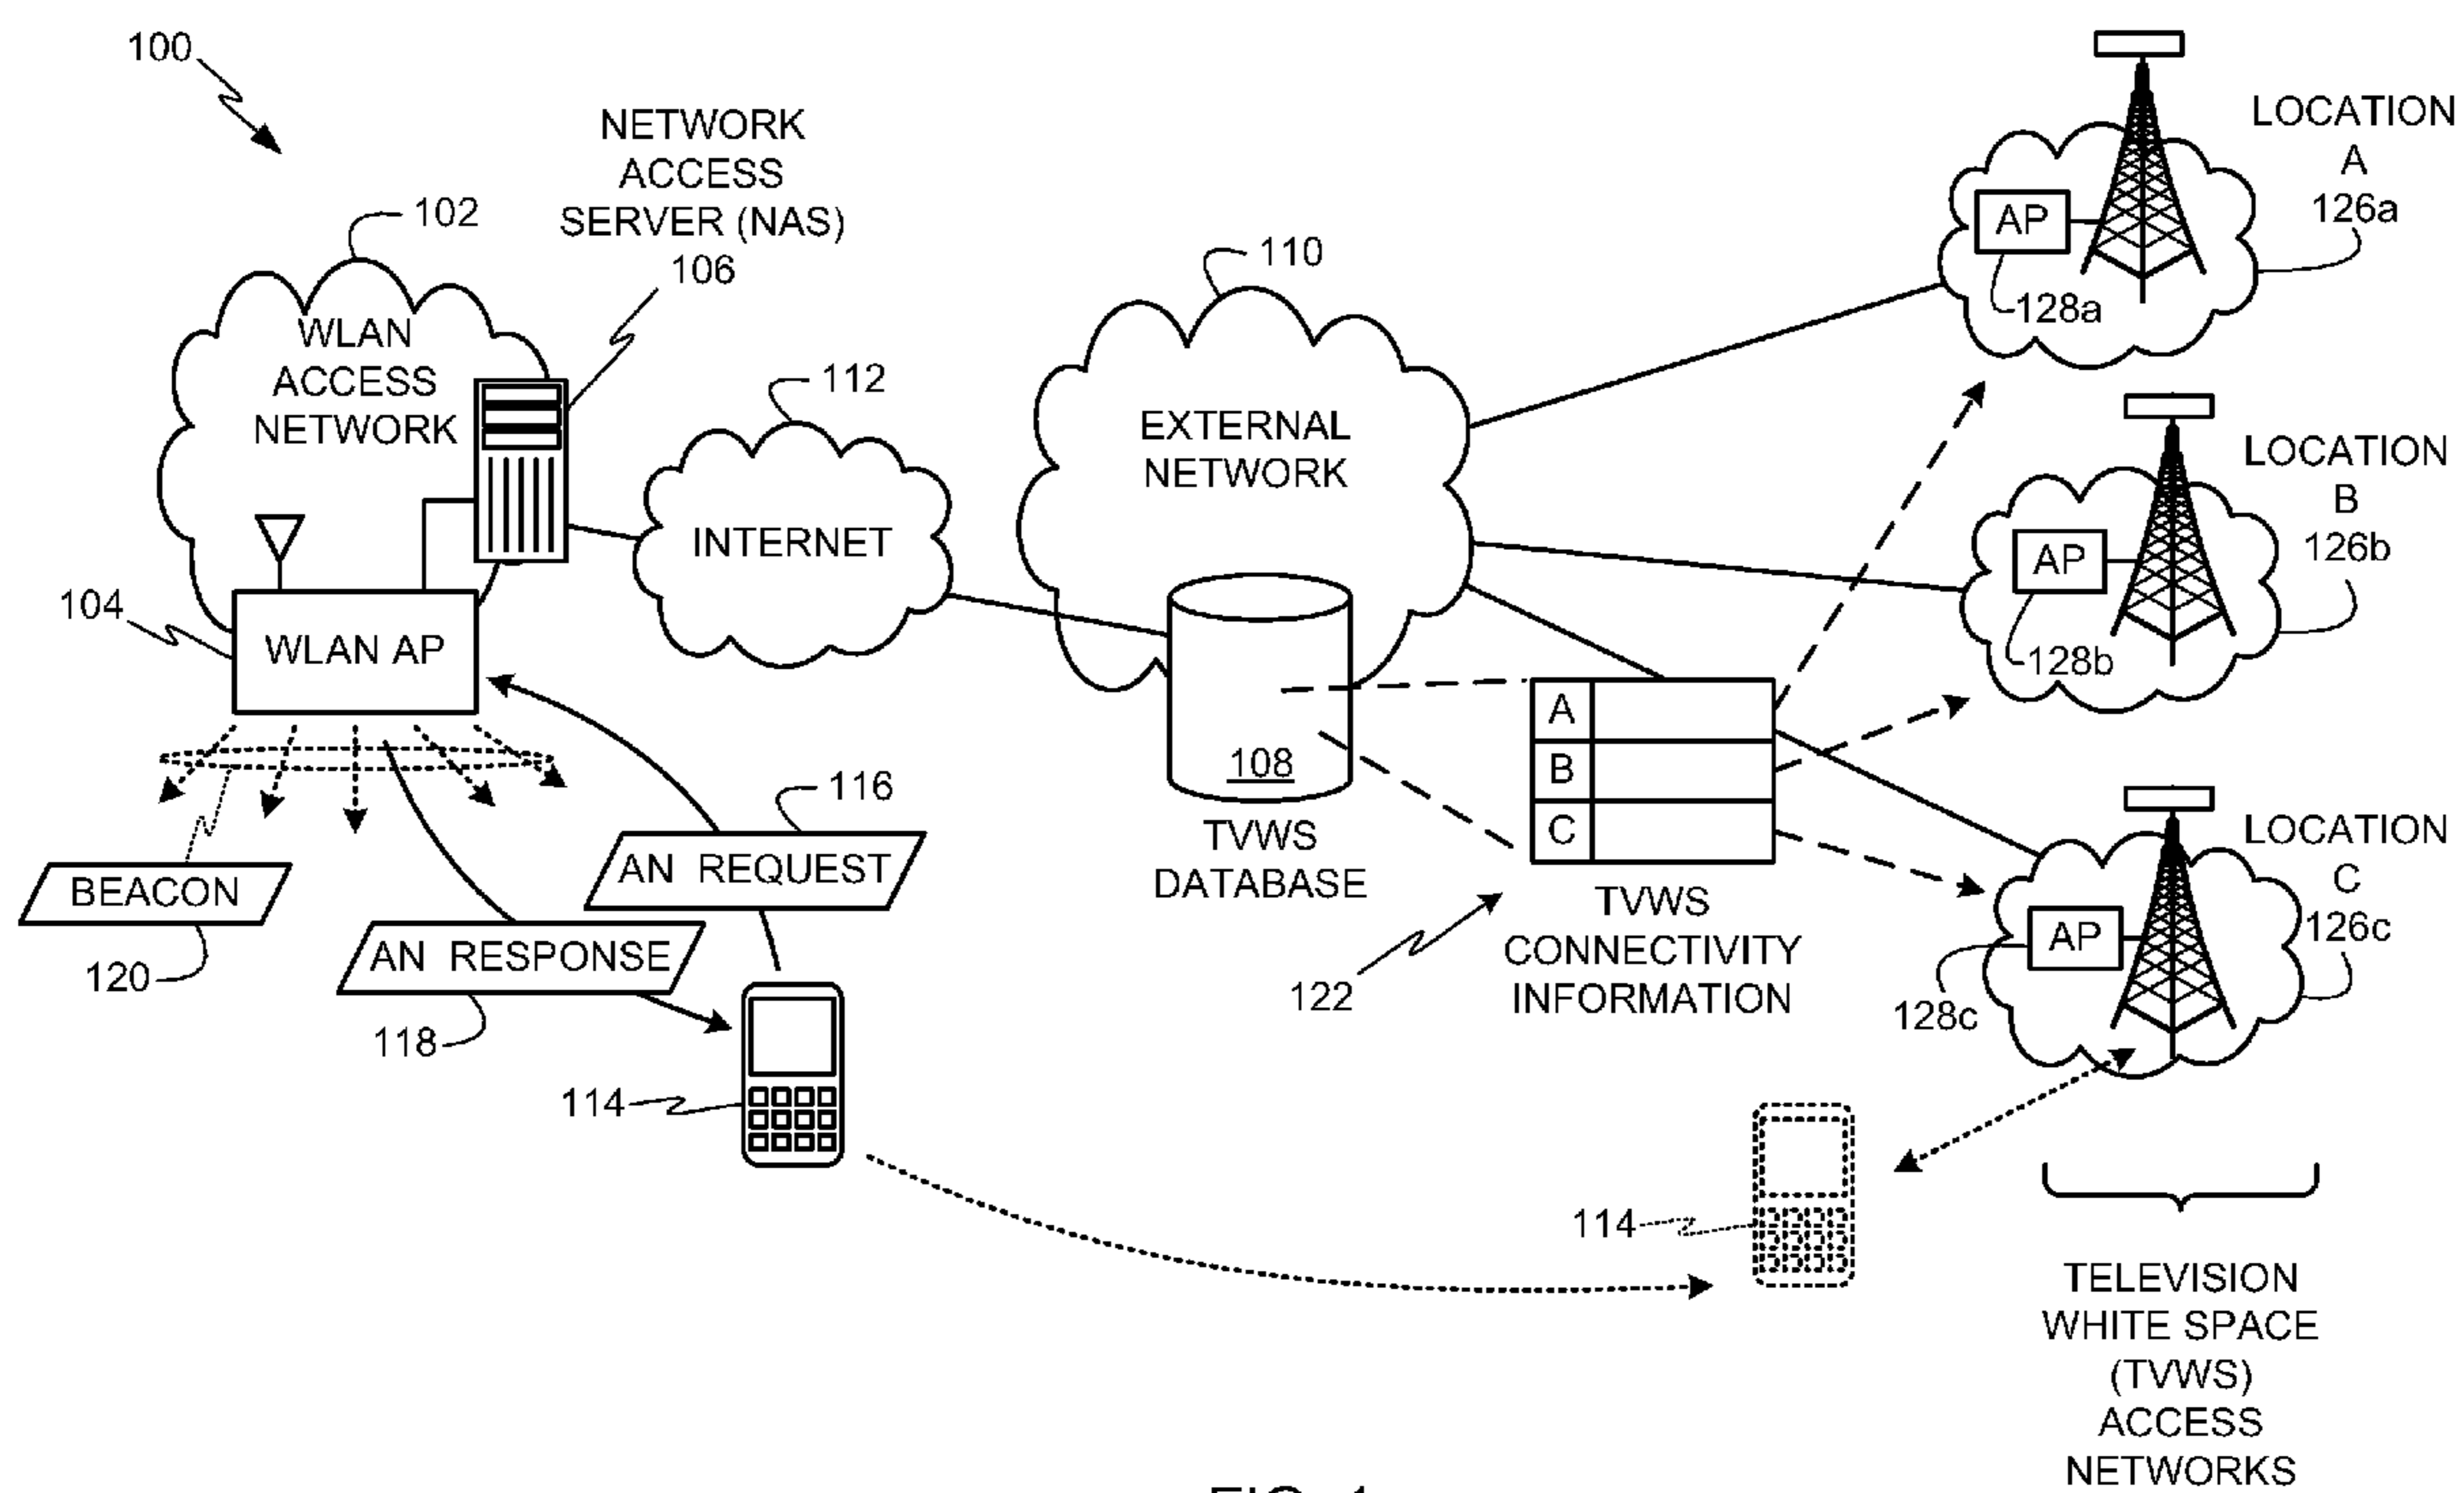 100
NETWORK
ACCESS
SERVER (NAS)
106
102
WLAN
ACCESS
NETWORK
104
WLAN AP
112
INTERNET
110
EXTERNAL
NETWORK
108
TVWS
DATABASE
A
B
C
TVWS
CONNECTIVITY
INFORMATION
122
LOCATION
A
126a
AP
128a
LOCATION
B
126b
AP
128b
LOCATION
C
126c
AP
128c
BEACON
120
AN REQUEST
116
AN RESPONSE
118
114
114
TELEVISION
WHITE SPACE
(TVWS)
ACCESS
NETWORKS
FIG. 1